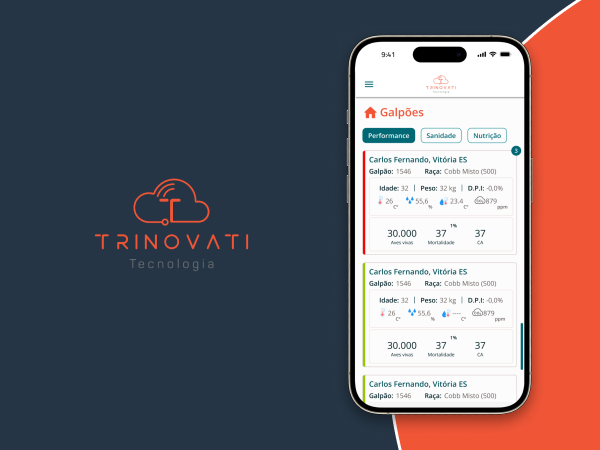 TRINOVATI
Tecnologia
9:41
TRINOVATI
Tecnologia
Galpões
Performance Sanidade Nutrição
3
Carlos Fernando, Vitória ES
Galpão: 1546 Raça: Cobb Misto (500)
Idade: 32 | Peso: 32 kg | D.P.I: -0,0%
26 C° 55,6 % 23.4 C° 879 ppm
30.000 37 1% 37
Aves vivas Mortalidade CA
Carlos Fernando, Vitória ES
Galpão: 1546 Raça: Cobb Misto (500)
Idade: 32 | Peso: 32 kg | D.P.I: -0,0%
26 C° 55,6 % ---- C° 879 ppm
30.000 37 1% 37
Aves vivas Mortalidade CA
Carlos Fernando, Vitória ES
Galpão: 1546 Raça: Cobb Misto (500)